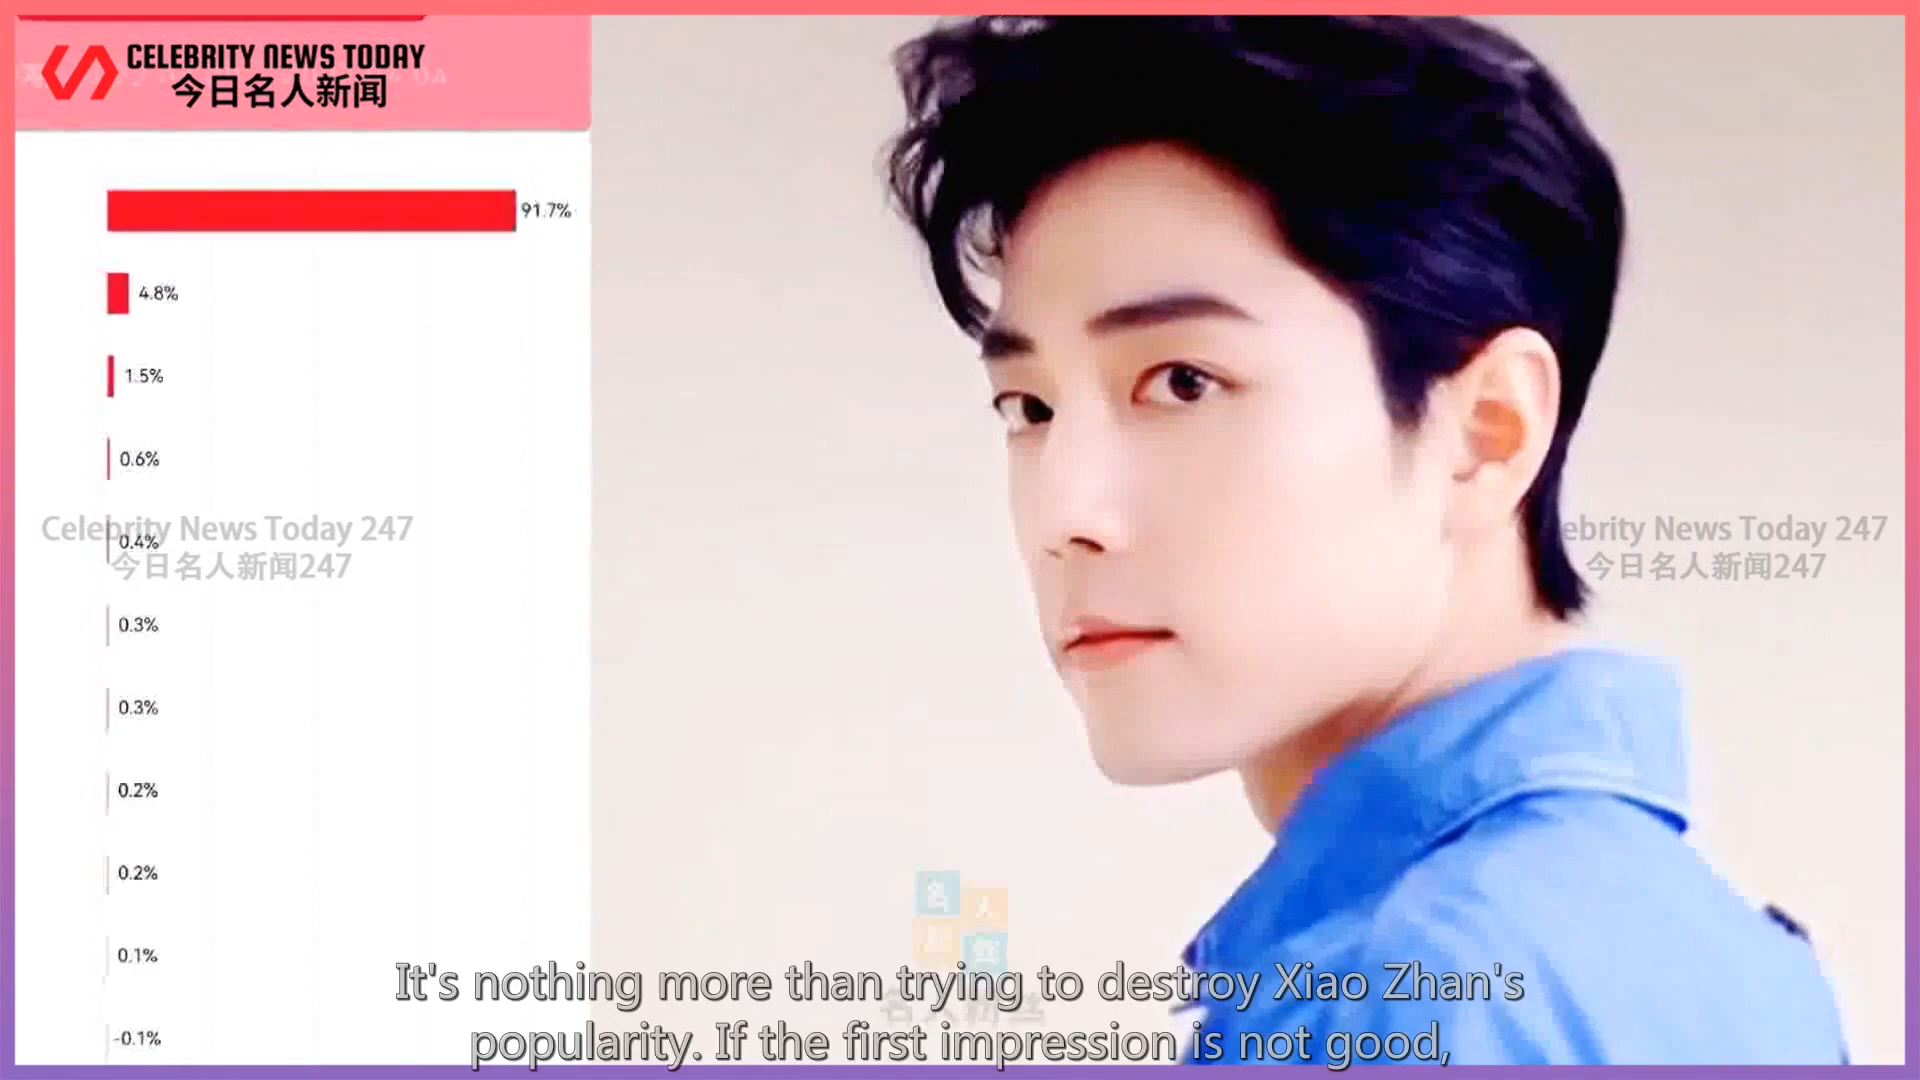 CELEBRITY NEWS TODAY
今日名人新闻
91.7%
4.8%
1.5%
0.6%
0.4%
Celebrity News Today 247
今日名人新闻247
ebrity News Today 247
今日名人新闻247
0.3%
0.3%
0.2%
0.2%
0.1%
-0.1%
名人
It's nothing more than trying to destroy Xiao Zhan's
popularity. If the first impression is not good,